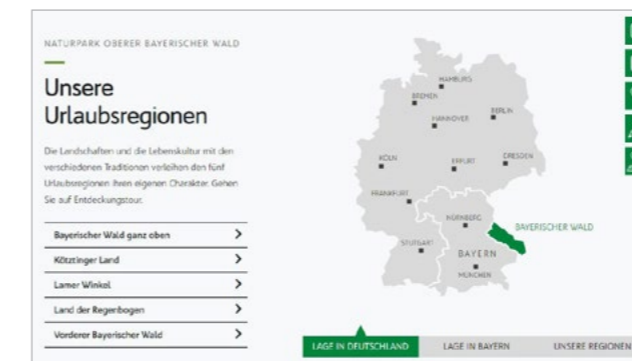 NATURPARK OBERER BAYERISCHER WALD
Unsere
Urlaubsregionen
Die Landschaften und die Lebenskultur mit den
verschiedenen Traditionen verleihen den fünf
Urlaubsregionen ihren eigenen Charakter. Gehen
Sie auf Entdeckungstour.
Bayerischer Wald ganz oben
Kötztinger Land
Lamer Winkel
Land der Regenbogen
Vorderer Bayerischer Wald
HAMBURG
BREMEN
BERLIN
HANNOVER
KÖLN
ERFURT
DRESDEN
FRANKFURT
NÜRNBERG
BAYERISCHER WALD
STUTTGART
BAYERN
MÜNCHEN
LAGE IN DEUTSCHLAND
LAGE IN BAYERN
UNSERE REGIONEN